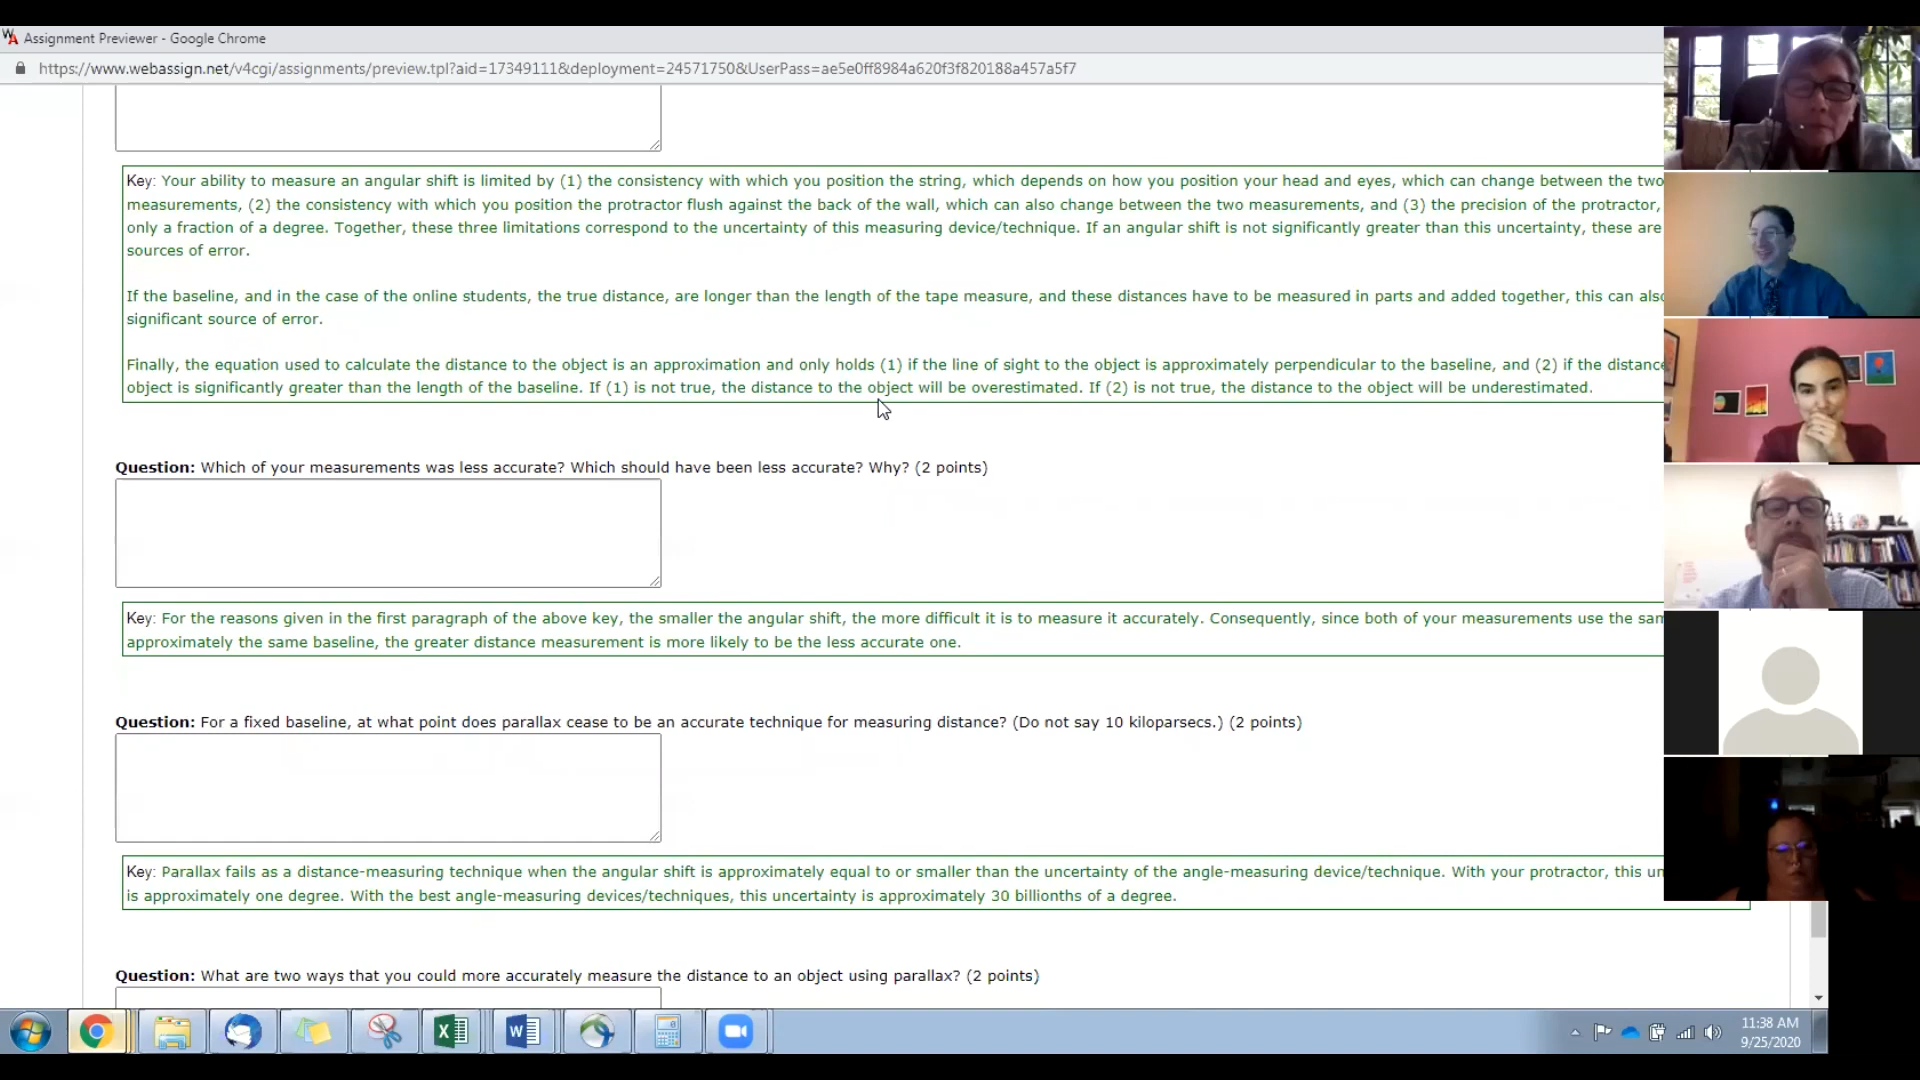 Assignment Previewer - Google Chrome
https://www.webassign.net/v4cgi/assignments/preview.tpl?aid=17349111&deployment=24571750&UserPass=ae5e0ff8984a620f3f820188a457a5f7
Key: Your ability to measure an angular shift is limited by (1) the consistency with which you position the string, which depends on how you position your head and eyes, which can change between the two
measurements, (2) the consistency with which you position the protractor flush against the back of the wall, which can also change between the two measurements, and (3) the precision of the protractor,
only a fraction of a degree. Together, these three limitations correspond to the uncertainty of this measuring device/technique. If an angular shift is not significantly greater than this uncertainty, these are
sources of error.
If the baseline, and in the case of the online students, the true distance, are longer than the length of the tape measure, and these distances have to be measured in parts and added together, this can
significant source of error.
Finally, the equation used to calculate the distance to the object is an approximation and only holds (1) if the line of sight to the object is approximately perpendicular to the baseline, and (2) if the distance
object is significantly greater than the length of the baseline. If (1) is not true, the distance to the object will be overestimated. If (2) is not true, the distance to the object will be underestimated.
Question: Which of your measurements was less accurate? Which should have been less accurate? Why? (2 points)
Key: For the reasons given in the first paragraph of the above key, the smaller the angular shift, the more difficult it is to measure it accurately. Consequently, since both of your measurements use the
approximately the same baseline, the greater distance measurement is more likely to be the less accurate one.
Question: For a fixed baseline, at what point does parallax cease to be an accurate technique for measuring distance? (Do not say 10 kiloparsecs.) (2 points)
Key: Parallax fails as a distance-measuring technique when the angular shift is approximately equal to or smaller than the uncertainty of the angle-measuring device/technique. With your protractor, this
is approximately one degree. With the best angle-measuring devices/techniques, this uncertainty is approximately 30 billionths of a degree.
Question: What are two ways that you could more accurately measure the distance to an object using parallax? (2 points)
11:38 AM
9/25/2020